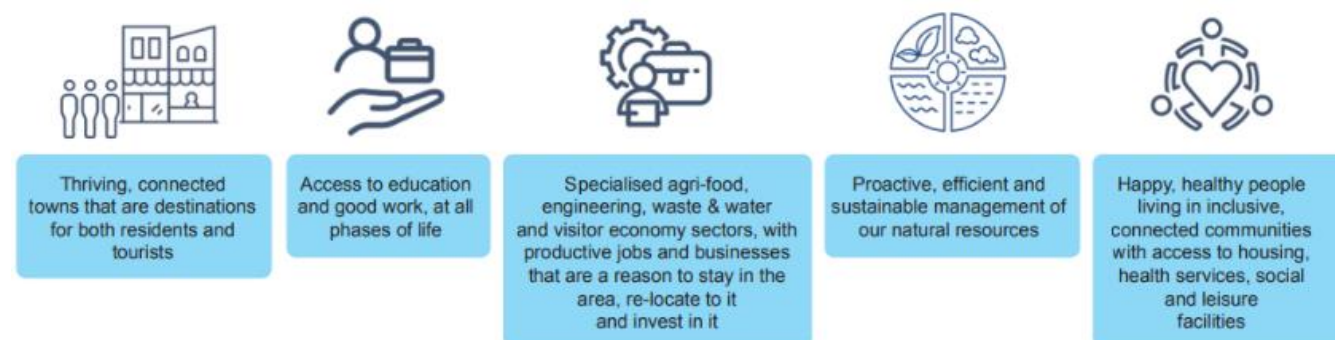 Thriving, connected
towns that are destinations
for both residents and
tourists
Access to education
and good work, at all
phases of life
Specialised agri-food,
engineering, waste & water
and visitor economy sectors, with
productive jobs and businesses
that are a reason to stay in the
area, re-locate to it
and invest in it
Proactive, efficient and
sustainable management of
our natural resources
Happy, healthy people
living in inclusive,
connected communities
with access to housing,
health services, social
and leisure
facilities